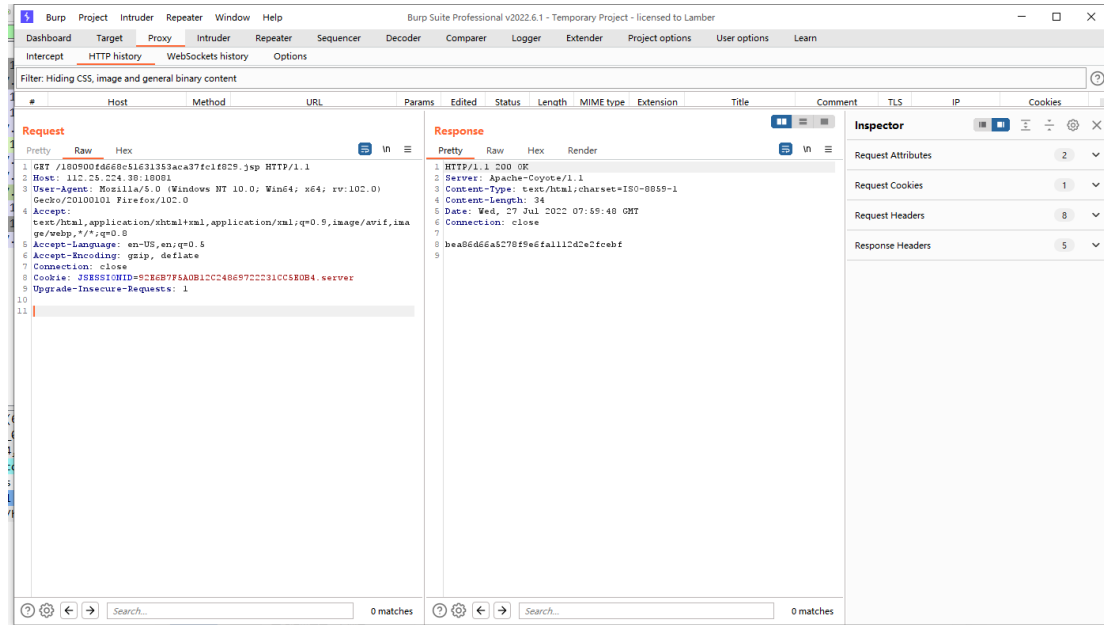 Burp Project Intruder Repeater Window Help Burp Suite Professional v2022.6.1 - Temporary Project - licensed to Lamber
Dashboard Target Proxy Intruder Repeater Sequencer Decoder Comparer Logger Extender Project options User options Learn
Intercept HTTP history WebSockets history Options
Filter: Hiding CSS, image and general binary content
# Host Method URL Params Edited Status Length MIME type Extension Title Comment TLS IP Cookies
Request
Pretty Raw Hex \n
1 GET /180900fd668c51631353aca37fc1f829.jsp HTTP/1.1
2 Host: 112.25.224.38:18081
3 User-Agent: Mozilla/5.0 (Windows NT 10.0; Win64; x64; rv:102.0)
Gecko/20100101 Firefox/102.0
4 Accept:
text/html,application/xhtml+xml,application/xml;q=0.9,image/avif,ima
ge/webp,*/*;q=0.8
5 Accept-Language: en-US,en;q=0.5
6 Accept-Encoding: gzip, deflate
7 Connection: close
8 Cookie: JSESSIONID=92E6B7F5A0B12C24869722231CC5E0B4.server
9 Upgrade-Insecure-Requests: 1
10
11
Search... 0 matches
Response
Pretty Raw Hex Render \n
1 HTTP/1.1 200 OK
2 Server: Apache-Coyote/1.1
3 Content-Type: text/html;charset=ISO-8859-1
4 Content-Length: 34
5 Date: Wed, 27 Jul 2022 07:59:48 GMT
6 Connection: close
7
8 bea86d66a5278f9e6fa1112d2e2fcebf
9
Search... 0 matches
Inspector
Request Attributes 2
Request Cookies 1
Request Headers 8
Response Headers 5